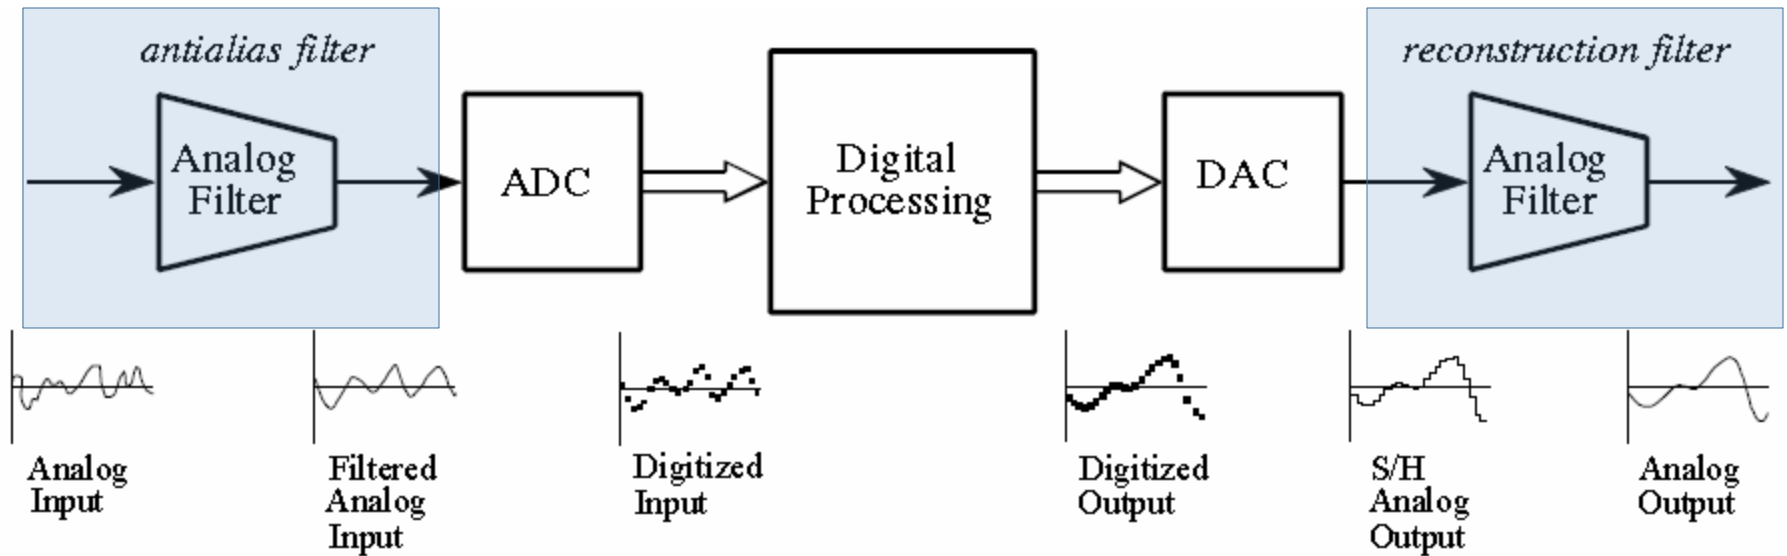 antialias filter
reconstruction filter
Analog
Filter
ADC
Digital
Processing
DAC
Analog
Filter
Analog
Input
Filtered
Analog
Input
Digitized
Input
Digitized
Output
S/H
Analog
Output
Analog
Output